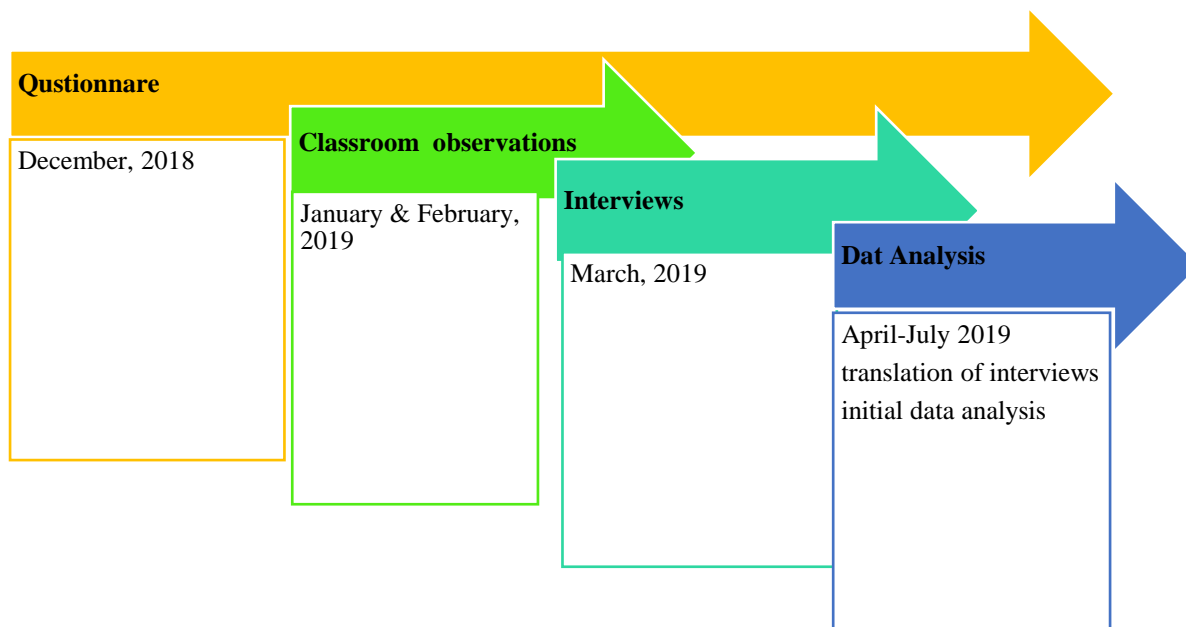 Qustionnare
December, 2018
Classroom observations
January & February,
2019
Interviews
March, 2019
Dat Analysis
April-July 2019
translation of interviews
initial data analysis